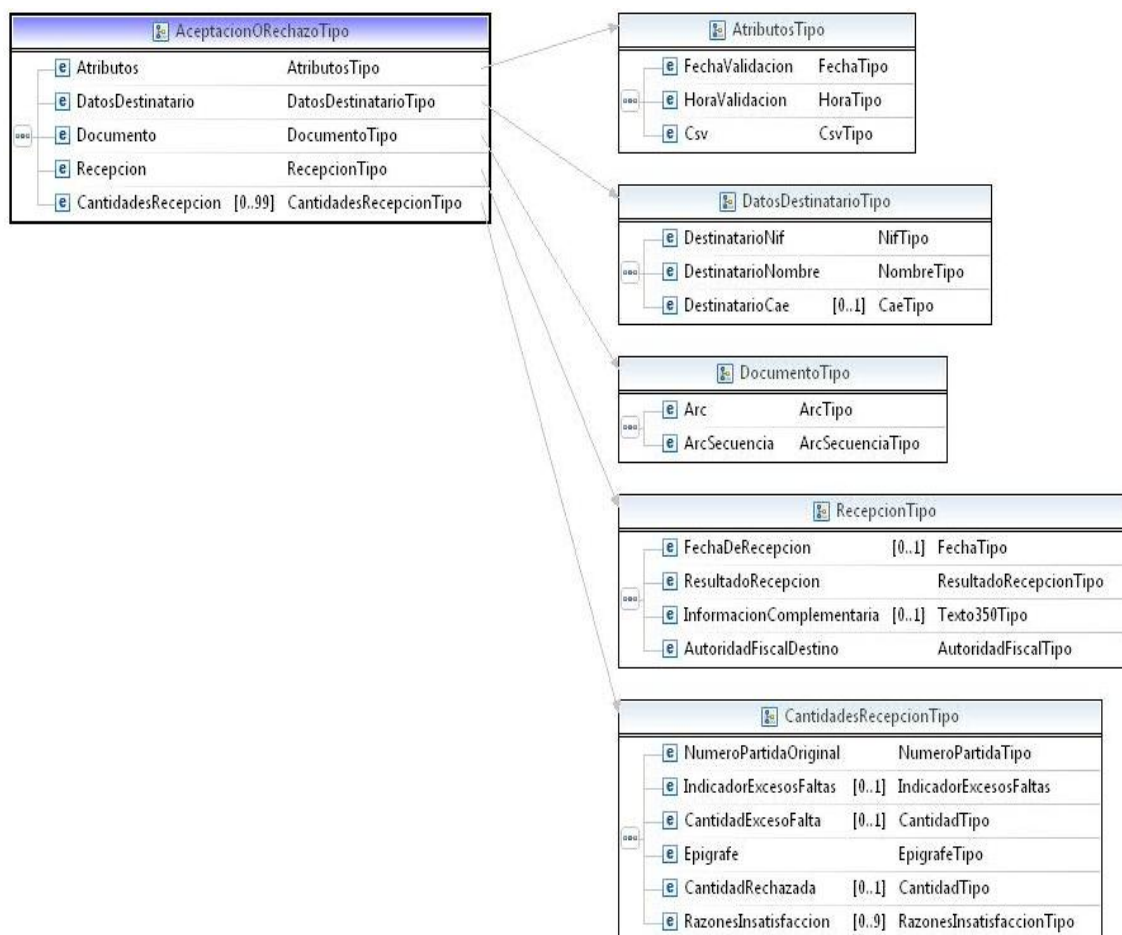 AceptacionORechazoTipo
e Atributos AtributosTipo
e DatosDestinatario DatosDestinatarioTipo
e Documento DocumentoTipo
e Recepcion RecepcionTipo
e CantidadesRecepcion [0..99] CantidadesRecepcionTipo
AtributosTipo
e FechaValidacion FechaTipo
e HoraValidacion HoraTipo
e Csv CsvTipo
DatosDestinatarioTipo
e DestinatarioNif NifTipo
e DestinatarioNombre NombreTipo
e DestinatarioCae [0..1] CaeTipo
DocumentoTipo
e Arc ArcTipo
e ArcSecuencia ArcSecuenciaTipo
RecepcionTipo
e FechaDeRecepcion [0..1] FechaTipo
e ResultadoRecepcion ResultadoRecepcionTipo
e InformacionComplementaria [0..1] Texto350Tipo
e AutoridadFiscalDestino AutoridadFiscalTipo
CantidadesRecepcionTipo
e NumeroPartidaOriginal NumeroPartidaTipo
e IndicadorExcesosFaltas [0..1] IndicadorExcesosFaltas
e CantidadExcesoFalta [0..1] CantidadTipo
e Epigrafe EpigrafeTipo
e CantidadRechazada [0..1] CantidadTipo
e RazonesInsatisfaccion [0..9] RazonesInsatisfaccionTipo